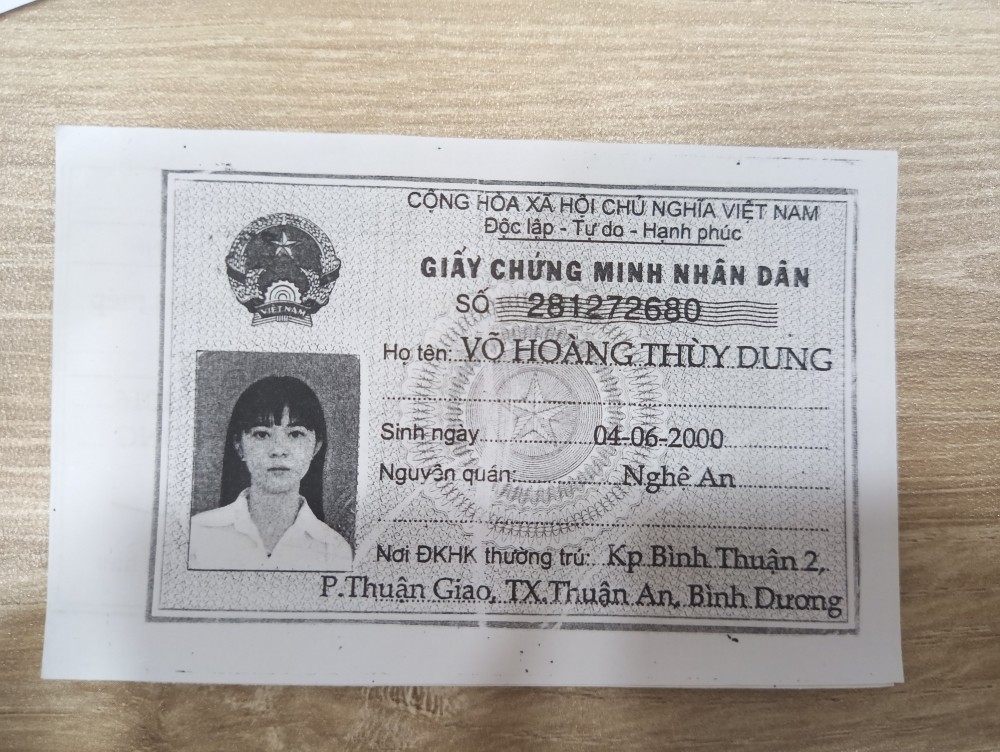 CỘNG HÒA XÃ HỘI CHỦ NGHĨA VIỆT NAM
Độc lập - Tự do - Hạnh phúc
GIẤY CHỨNG MINH NHÂN DÂN
SỐ 281272680
VIỆT NAM
Họ tên: VÕ HOÀNG THÙY DUNG
Sinh ngày 04-06-2000
Nguyên quán: Nghệ An
Nơi ĐKHK thường trú: Kp Bình Thuận 2,
P.Thuận Giao, TX.Thuận An, Bình Dương